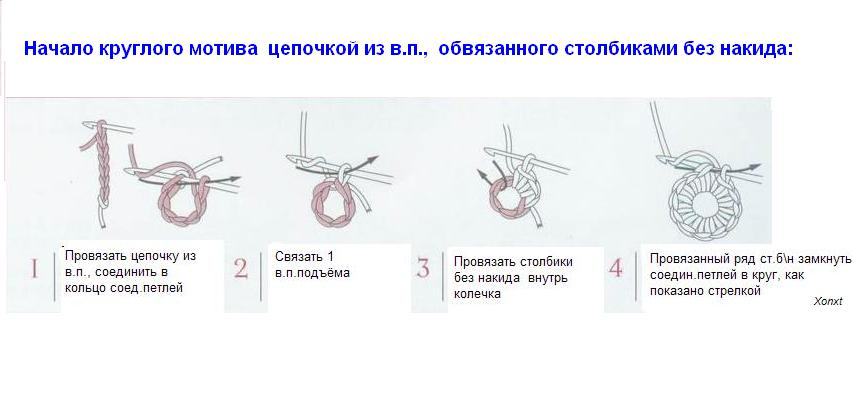 Начало круглого мотива цепочкой из в.п., обвязанного столбиками без накида:
1
Провязать цепочку из
в.п., соединить в
кольцо соед.петлей
2
Связать 1
в.п.подъёма
3
Провязать столбики
без накида внутрь
колечка
4
Провязанный ряд ст.б\н замкнуть
соедин.петлей в круг, как
показано стрелкой
Xonxt